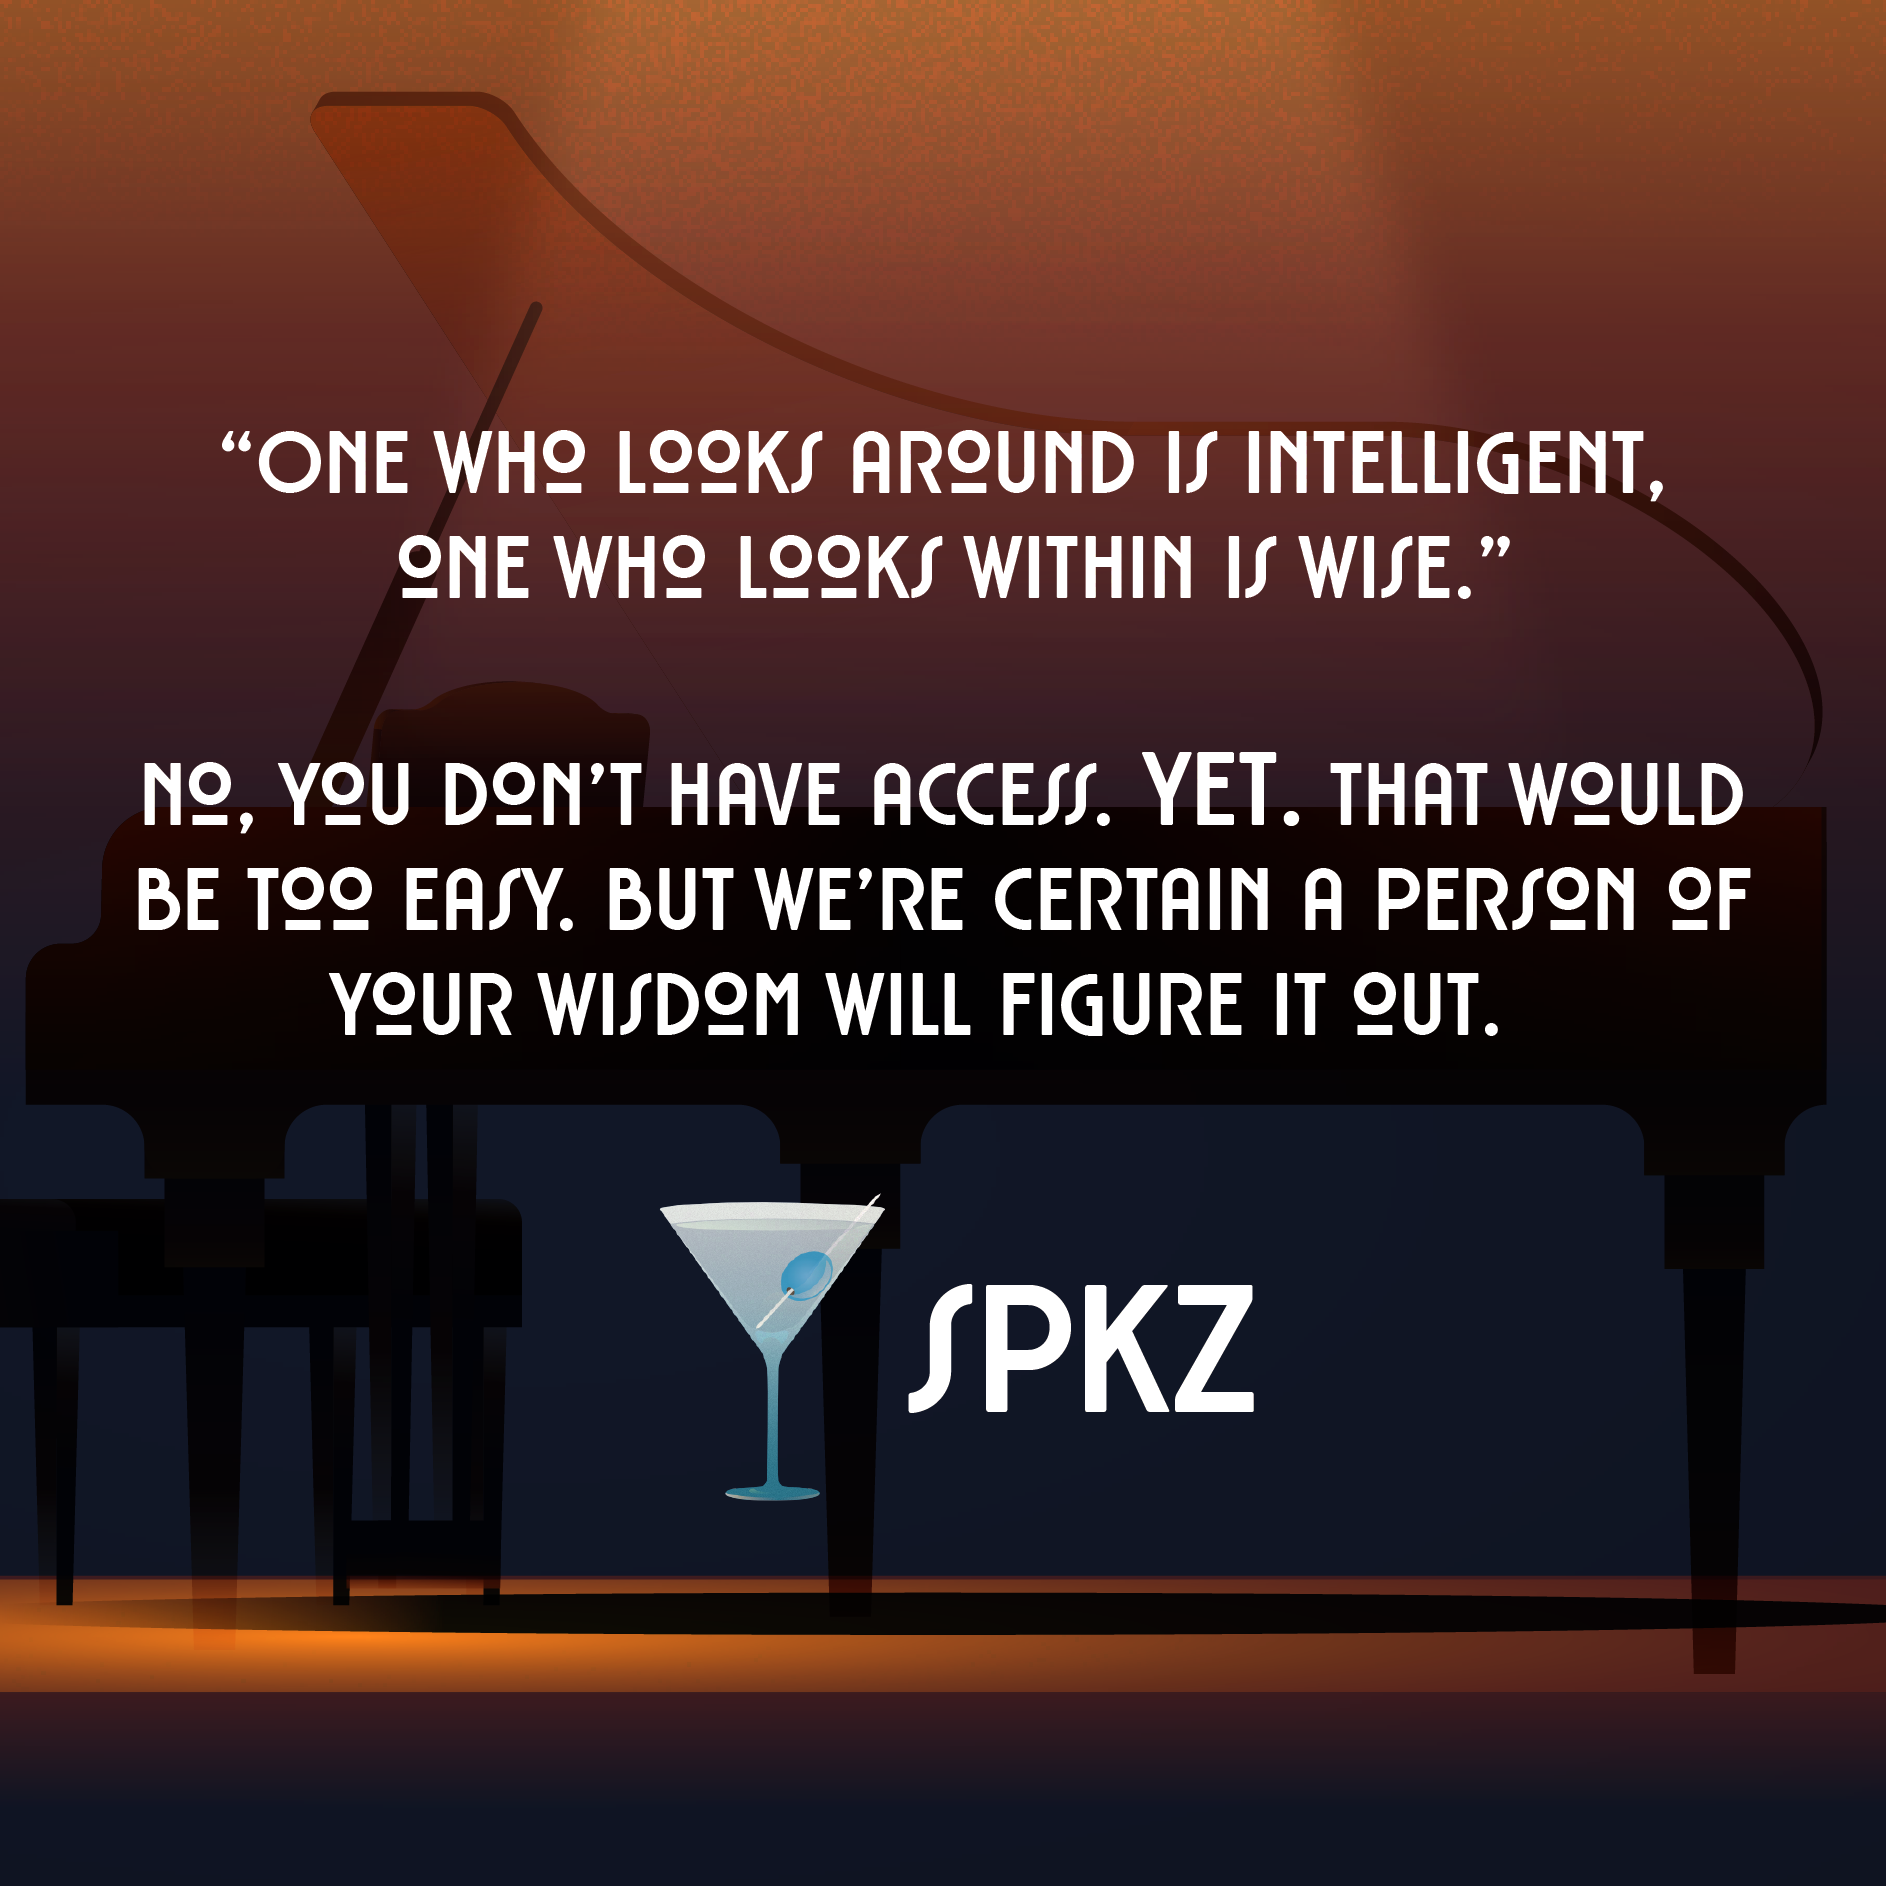 “ONE WHO LOOKS AROUND IS INTELLIGENT,
ONE WHO LOOKS WITHIN IS WISE.”
NO, YOU DON’T HAVE ACCESS. YET. THAT WOULD
BE TOO EASY. BUT WE’RE CERTAIN A PERSON OF
YOUR WISDOM WILL FIGURE IT OUT.
SPKZ